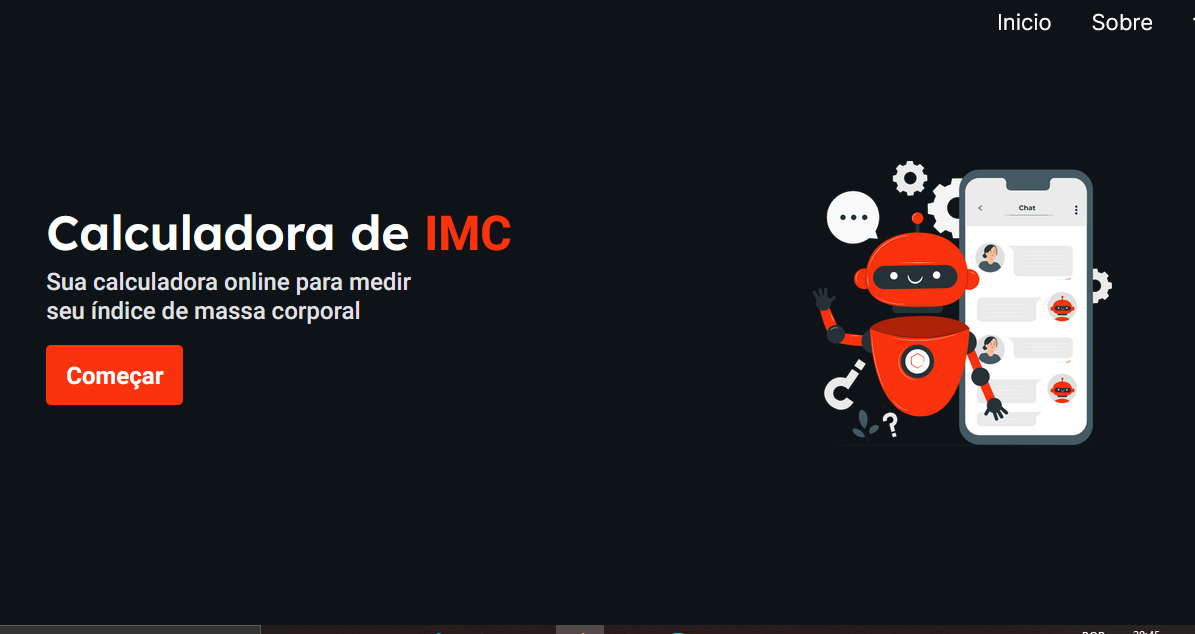 Inicio Sobre
Calculadora de IMC
Sua calculadora online para medir
seu índice de massa corporal
Começar
Chat
?